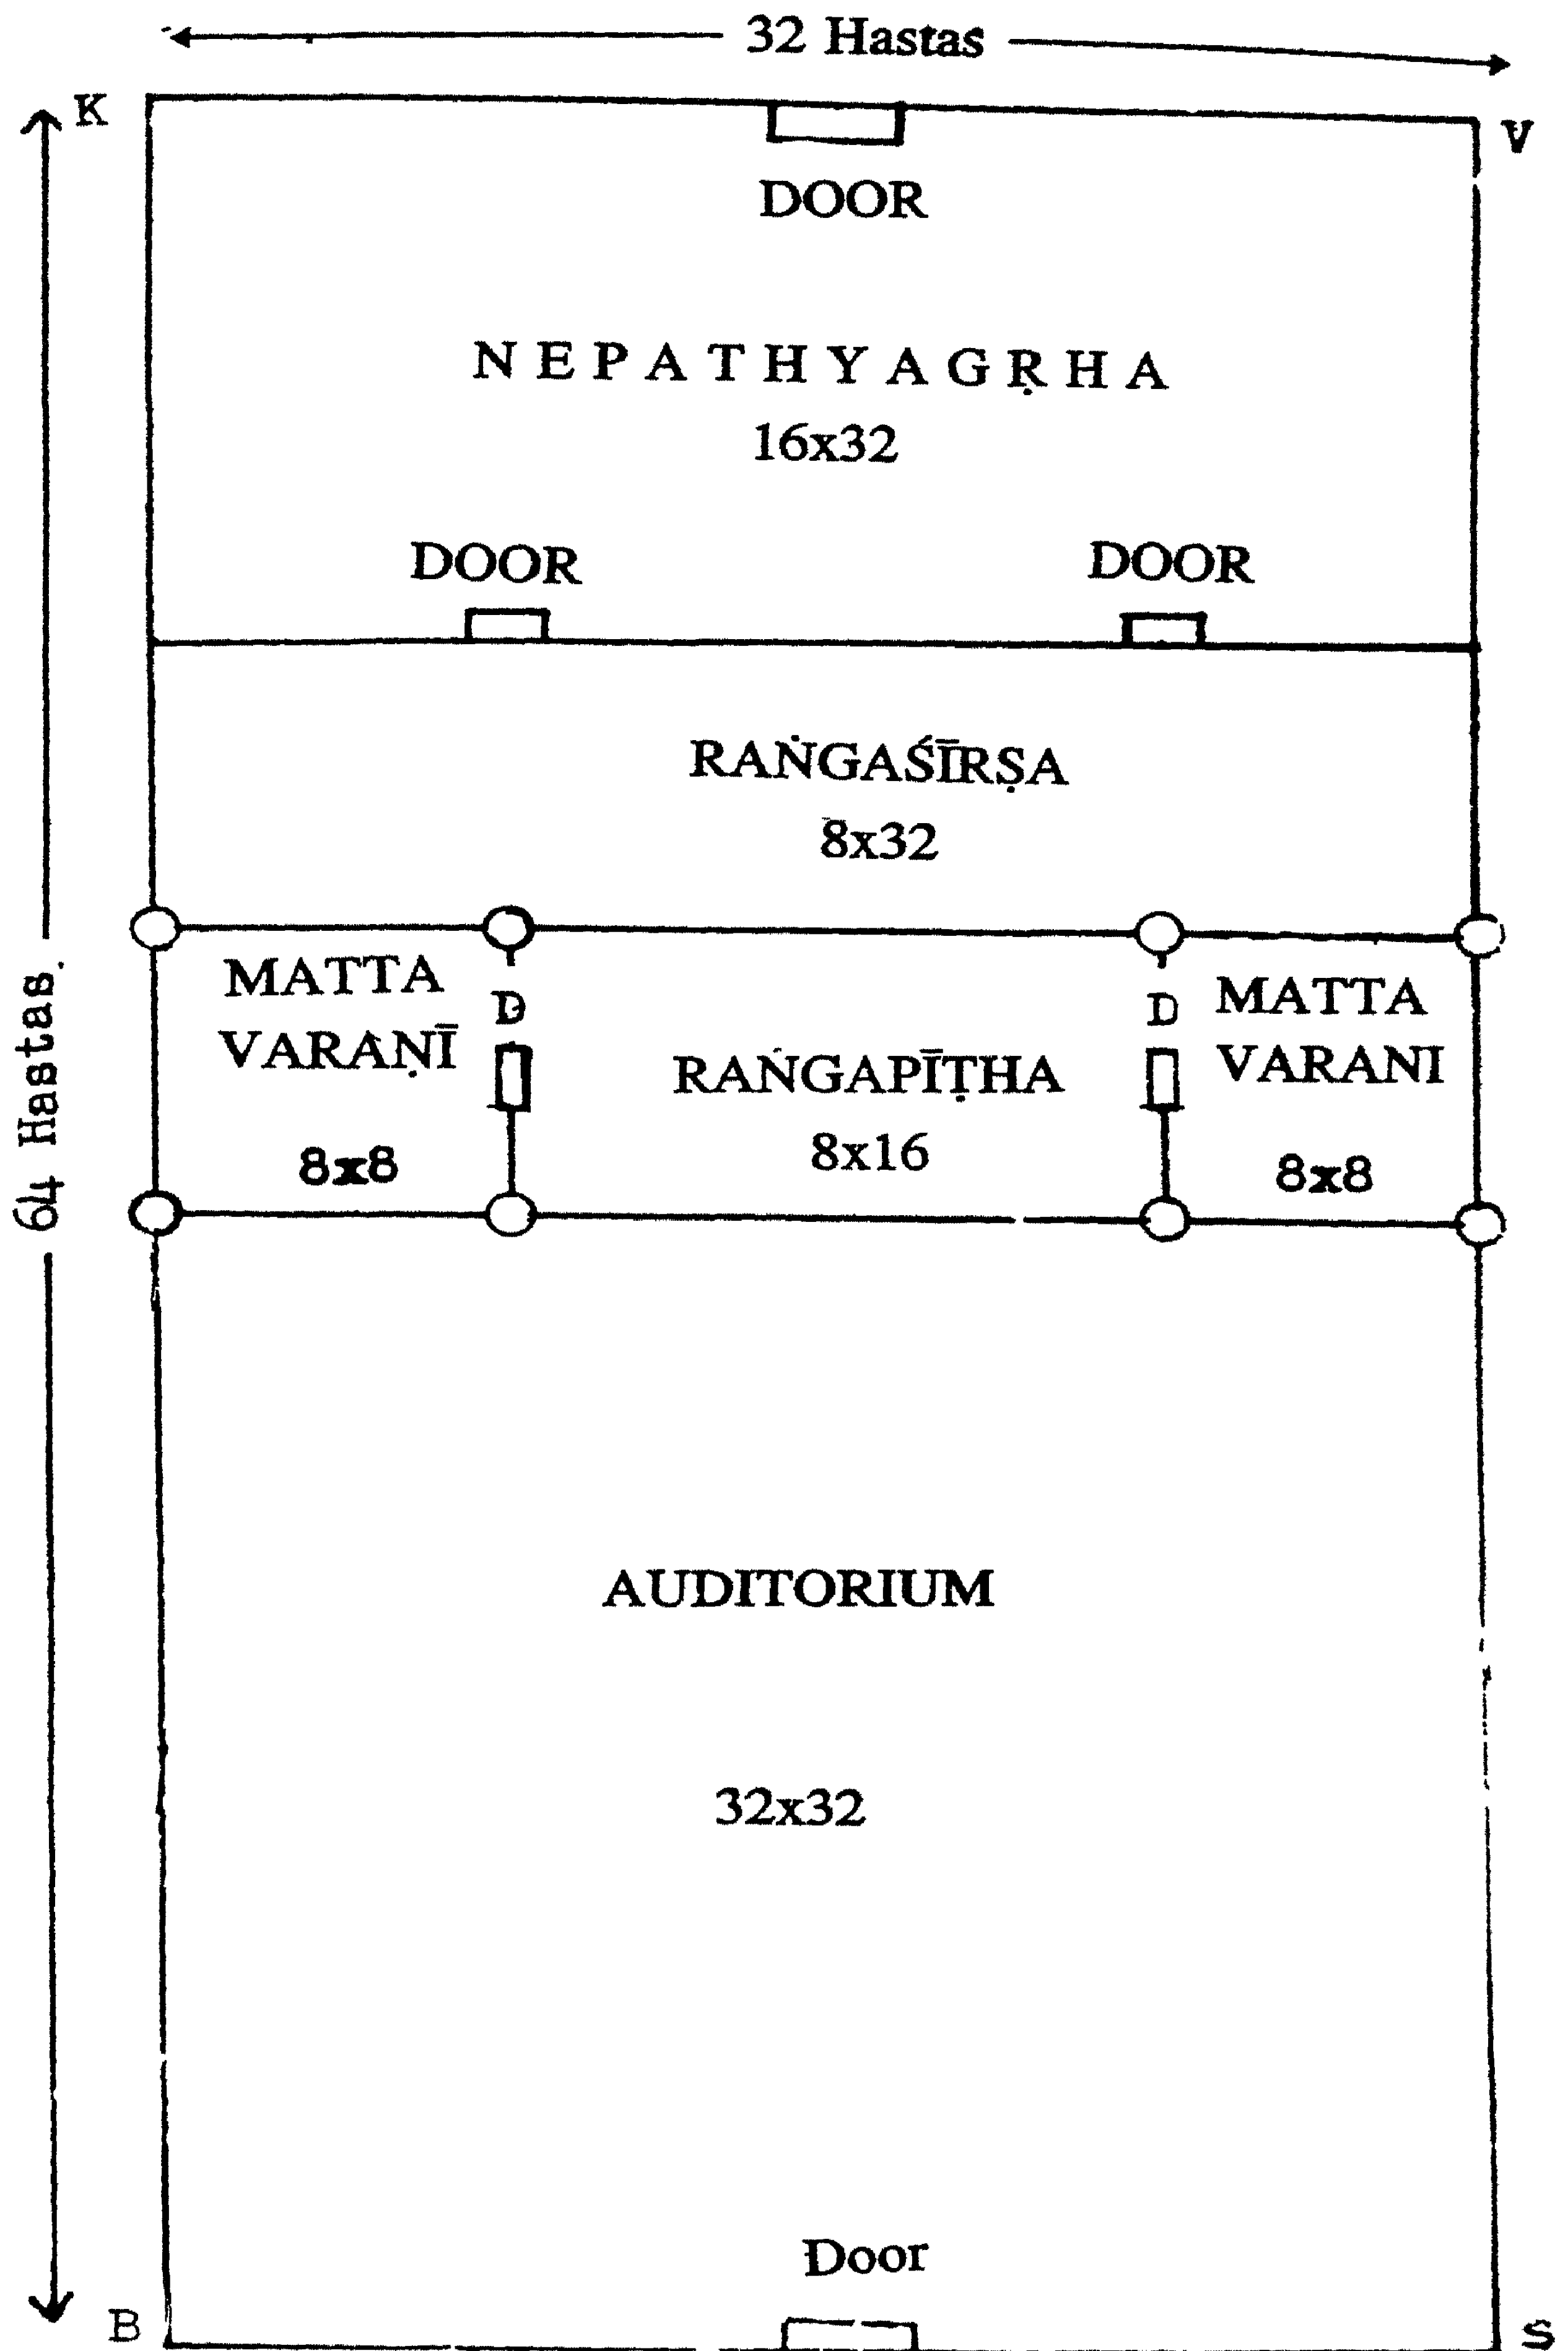 32 Hastas
K
V
DOOR
NEPATHYAGṚHA
16x32
DOOR DOOR
RAṄGAŚĪRṢA
8x32
MATTA
VARAṆĪ
8x8
D
RAṄGAPĪṬHA
8x16
D
MATTA
VARANI
8x8
64 Hastas.
AUDITORIUM
32x32
Door
B
S